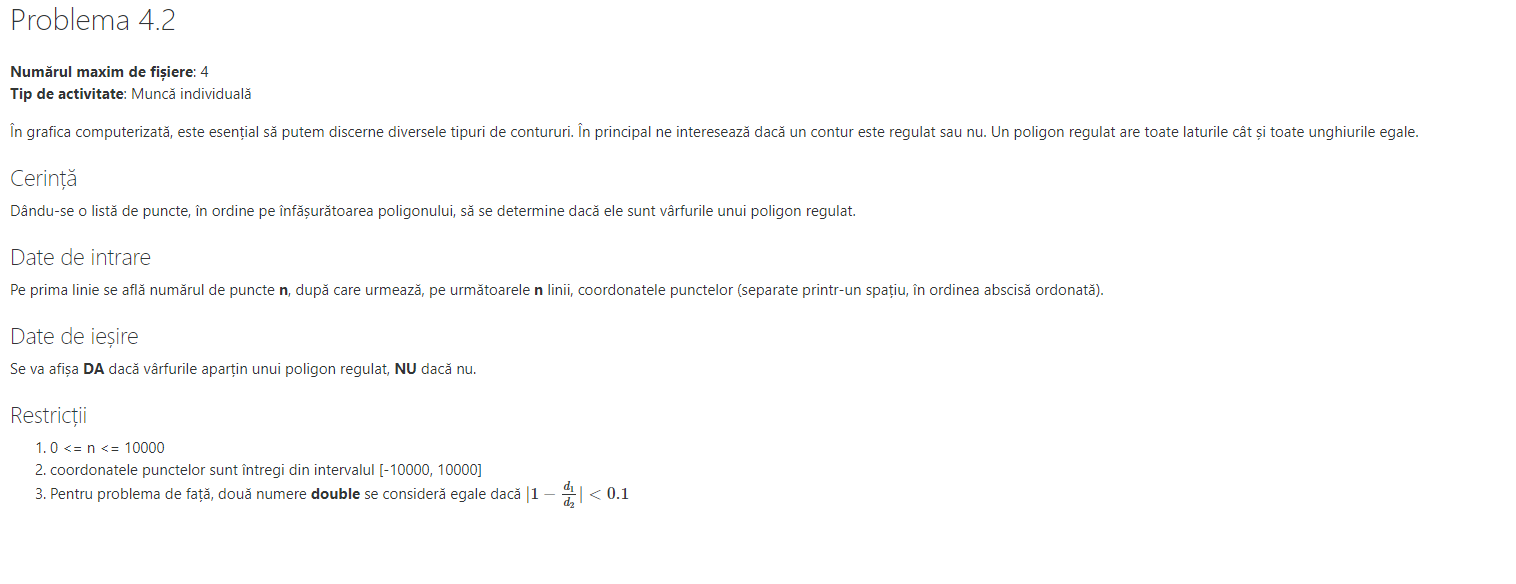 Problema 4.2
Numărul maxim de fișiere: 4
Tip de activitate: Muncă individuală
În grafica computerizată, este esențial să putem discerne diversele tipuri de contururi. În principal ne interesează dacă un contur este regulat sau nu. Un poligon regulat are toate laturile cât și toate unghiurile egale.
Cerință
Dându-se o listă de puncte, în ordine pe înfășurătoarea poligonului, să se determine dacă ele sunt vârfurile unui poligon regulat.
Date de intrare
Pe prima linie se află numărul de puncte n, după care urmează, pe următoarele n linii, coordonatele punctelor (separate printr-un spațiu, în ordinea abscisă ordonată).
Date de ieșire
Se va afișa DA dacă vârfurile aparțin unui poligon regulat, NU dacă nu.
Restricții
1. 0 <= n <= 10000
2. coordonatele punctelor sunt întregi din intervalul [-10000, 10000]
3. Pentru problema de față, două numere double se consideră egale dacă |1 − d₁/d₂| < 0.1